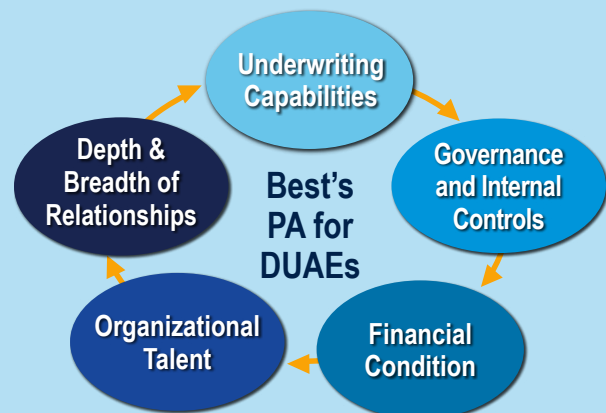 Underwriting
Capabilities
Governance
and Internal
Controls
Financial
Condition
Organizational
Talent
Depth &
Breadth of
Relationships
Best's
PA for
DUAEs